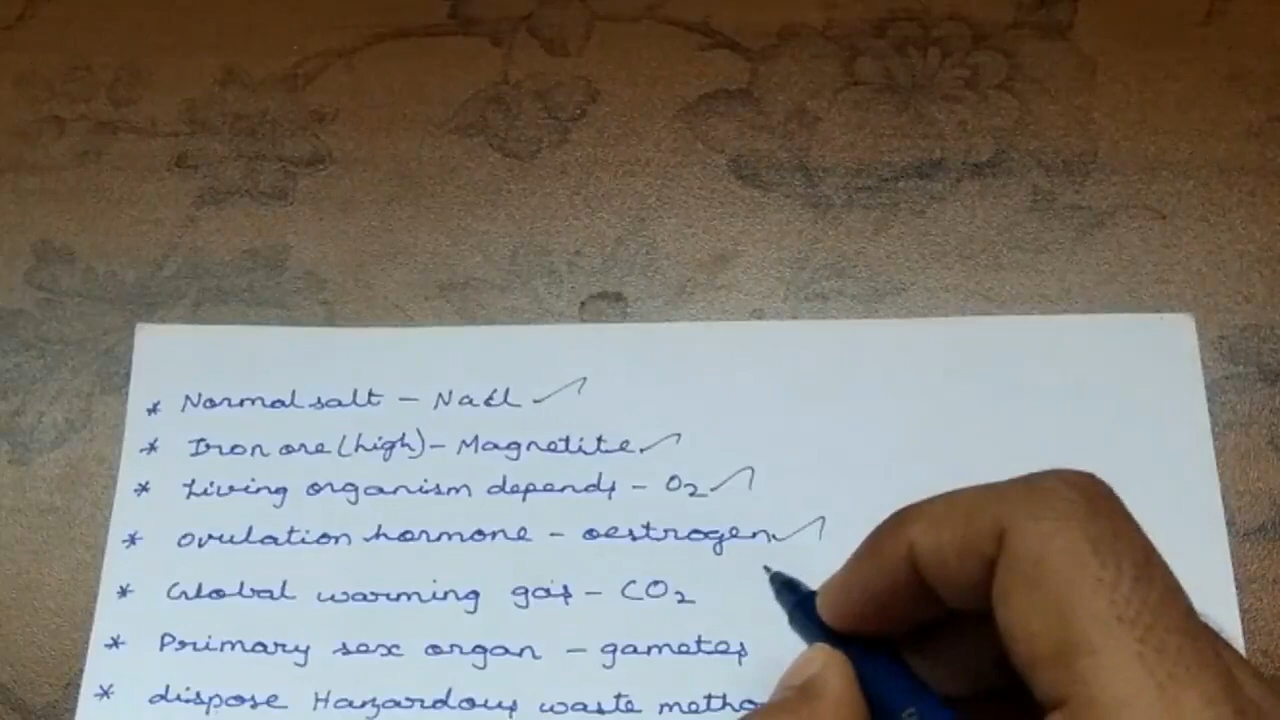 * Normal salt - NaCl
* Iron ore (high) - Magnetite
* Living organism depends - O2
* ovulation hormone - oestrogen
* Global warming gas - CO2
* Primary sex organ - gametes
* dispose Hazardous waste